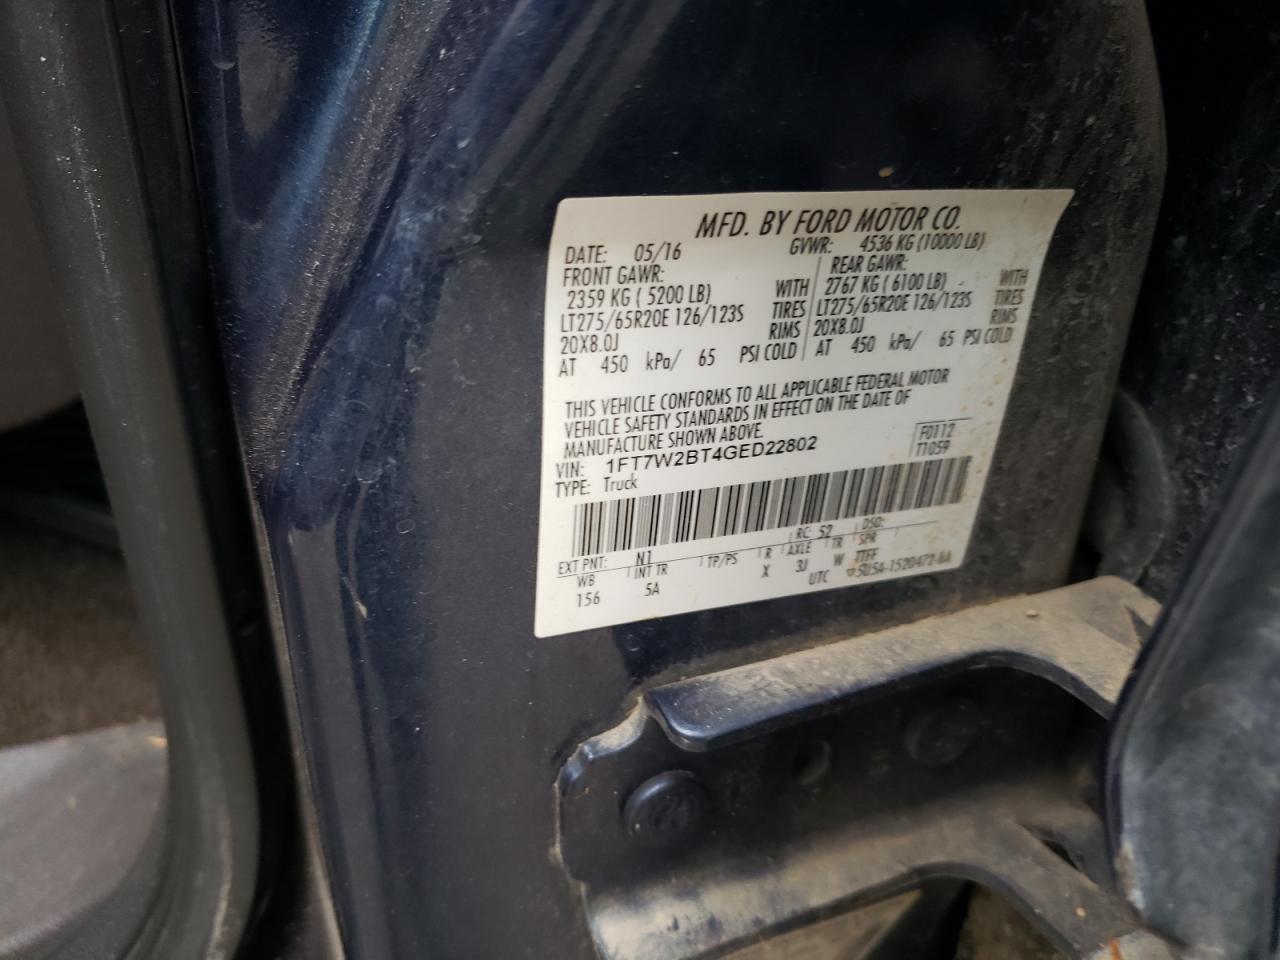 MFD. BY FORD MOTOR CO.
DATE: 05/16 GVWR: 4536 KG (10000 LB)
FRONT GAWR: REAR GAWR:
2359 KG ( 5200 LB) WITH 2767 KG ( 6100 LB) WITH
LT275/65R20E 126/123S TIRES LT275/65R20E 126/123S TIRES
20X8.0J RIMS 20X8.0J RIMS
AT 450 kPa/ 65 PSI COLD AT 450 kPa/ 65 PSI COLD
THIS VEHICLE CONFORMS TO ALL APPLICABLE FEDERAL MOTOR
VEHICLE SAFETY STANDARDS IN EFFECT ON THE DATE OF
MANUFACTURE SHOWN ABOVE.
VIN: 1FT7W2BT4GED22802 F0112
TYPE: Truck T1059
EXT PNT: N1 RC: 52 DSO:
WB INT TR TP/PS R AXLE TR SPR
156 5A X 3J W TTFF
UTC 5U5A-1520472-BA